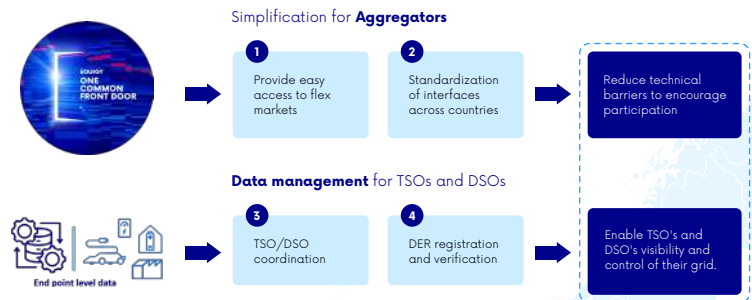 Simplification for Aggregators
EQUIGY
ONE
COMMON
FRONT DOOR
1
Provide easy
access to flex
markets
2
Standardization
of interfaces
across countries
Reduce technical
barriers to encourage
participation
Data management for TSOs and DSOs
End point level data
3
TSO/DSO
coordination
4
DER registration
and verification
Enable TSO's and
DSO's visibility and
control of their grid.